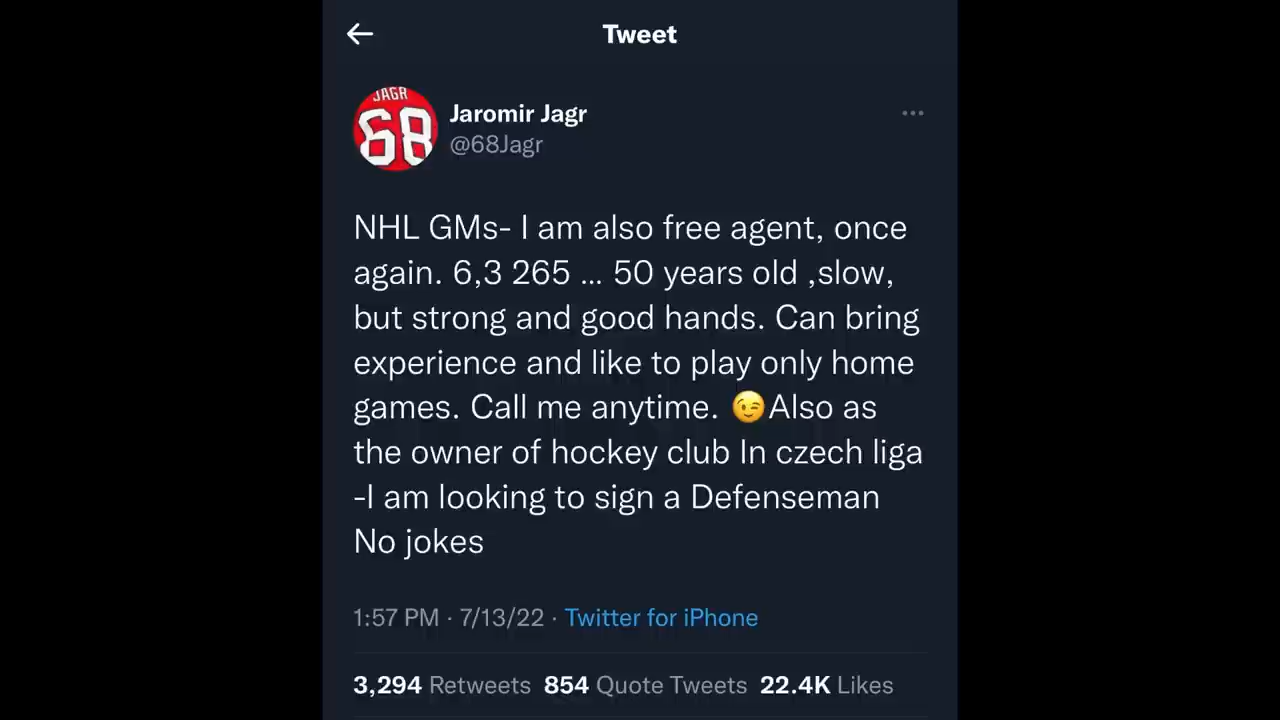 Tweet
JAGR
68
Jaromir Jagr
@68Jagr
NHL GMs- I am also free agent, once
again. 6,3 265 ... 50 years old ,slow,
but strong and good hands. Can bring
experience and like to play only home
games. Call me anytime. 😉Also as
the owner of hockey club In czech liga
-I am looking to sign a Defenseman
No jokes
1:57 PM · 7/13/22 · Twitter for iPhone
3,294 Retweets 854 Quote Tweets 22.4K Likes